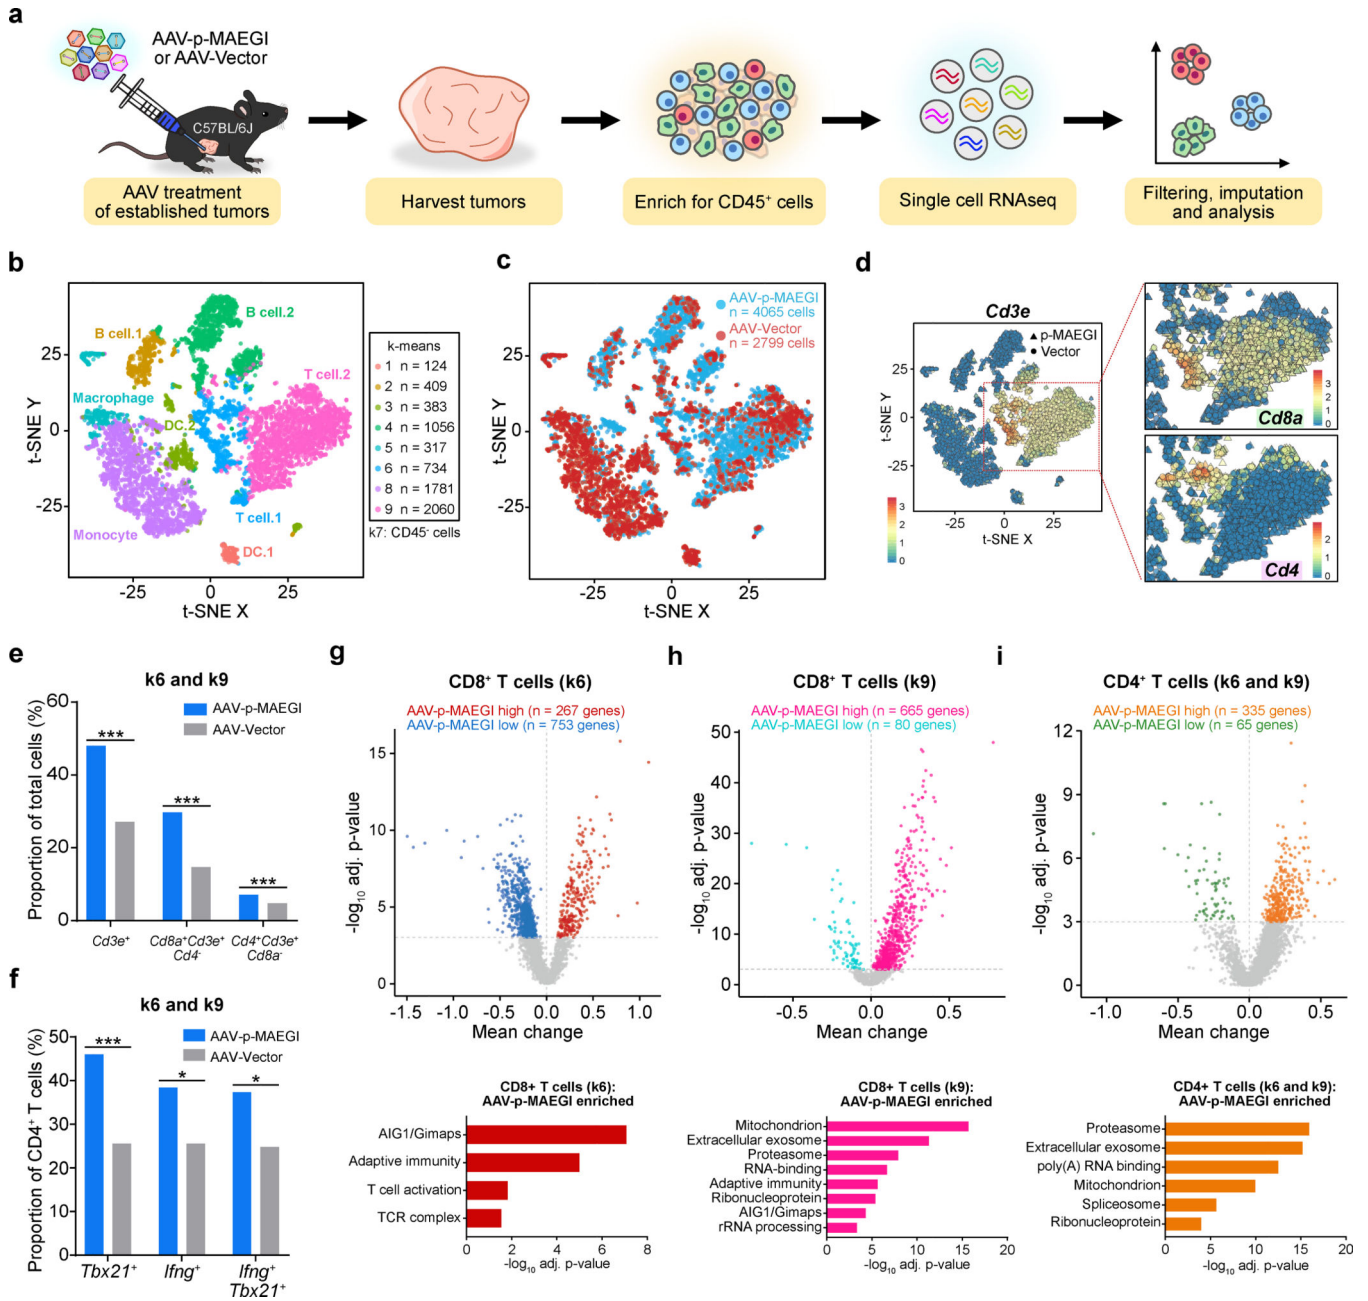 a
AAV-p-MAEGI
or AAV-Vector
C57BL/6J
AAV treatment
of established tumors
Harvest tumors
Enrich for CD45⁺ cells
Single cell RNAseq
Filtering, imputation
and analysis
b
B cell.1
B cell.2
T cell.2
Macrophage
DC.2
T cell.1
Monocyte
DC.1
25
0
-25
-25
0
25
t-SNE Y
t-SNE X
k-means
1 n = 124
2 n = 409
3 n = 383
4 n = 1056
5 n = 317
6 n = 734
8 n = 1781
9 n = 2060
k7: CD45⁻ cells
c
AAV-p-MAEGI
n = 4065 cells
AAV-Vector
n = 2799 cells
25
0
-25
-25
0
25
t-SNE Y
t-SNE X
d
Cd3e
p-MAEGI
Vector
25
0
-25
-25
0
25
50
t-SNE Y
t-SNE X
3
2
1
0
Cd8a
3
2
1
0
Cd4
2
1
0
e
k6 and k9
AAV-p-MAEGI
AAV-Vector
Proportion of total cells (%)
60
40
20
0
***
***
***
Cd3e⁺
Cd8a⁺Cd3e⁺
Cd4⁻
Cd4⁺Cd3e⁺
Cd8a⁻
f
k6 and k9
AAV-p-MAEGI
AAV-Vector
Proportion of CD4⁺ T cells (%)
50
40
30
20
10
0
***
*
*
Tbx21⁺
Ifng⁺
Ifng⁺
Tbx21⁺
g
CD8⁺ T cells (k6)
AAV-p-MAEGI high (n = 267 genes)
AAV-p-MAEGI low (n = 753 genes)
-log₁₀ adj. p-value
15
10
5
0
-1.5
-1.0
-0.5
0.0
0.5
1.0
Mean change
CD8+ T cells (k6):
AAV-p-MAEGI enriched
AIG1/Gimaps
Adaptive immunity
T cell activation
TCR complex
0
2
4
6
8
-log₁₀ adj. p-value
h
CD8⁺ T cells (k9)
AAV-p-MAEGI high (n = 665 genes)
AAV-p-MAEGI low (n = 80 genes)
-log₁₀ adj. p-value
50
40
30
20
10
0
-0.5
0.0
0.5
Mean change
CD8+ T cells (k9):
AAV-p-MAEGI enriched
Mitochondrion
Extracellular exosome
Proteasome
RNA-binding
Adaptive immunity
Ribonucleoprotein
AIG1/Gimaps
rRNA processing
0
5
10
15
20
-log₁₀ adj. p-value
i
CD4⁺ T cells (k6 and k9)
AAV-p-MAEGI high (n = 335 genes)
AAV-p-MAEGI low (n = 65 genes)
-log₁₀ adj. p-value
12
9
6
3
0
-1.0
-0.5
0.0
0.5
Mean change
CD4+ T cells (k6 and k9):
AAV-p-MAEGI enriched
Proteasome
Extracellular exosome
poly(A) RNA binding
Mitochondrion
Spliceosome
Ribonucleoprotein
0
5
10
15
20
-log₁₀ adj. p-value